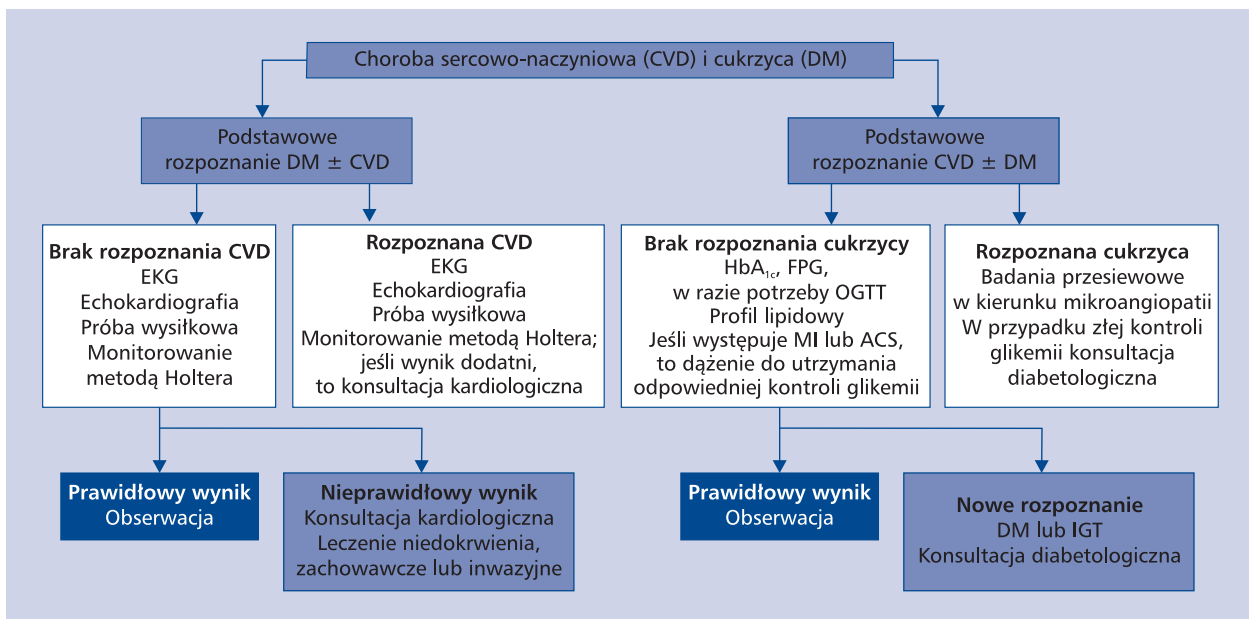 Choroba sercowo-naczyniowa (CVD) i cukrzyca (DM)
Podstawowe
rozpoznanie DM ± CVD
Podstawowe
rozpoznanie CVD ± DM
Brak rozpoznania CVD
EKG
Echokardiografia
Próba wysiłkowa
Monitorowanie
metodą Holtera
Rozpoznana CVD
EKG
Echokardiografia
Próba wysiłkowa
Monitorowanie metodą Holtera;
jeśli wynik dodatni,
to konsultacja kardiologiczna
Brak rozpoznania cukrzycy
HbA1c, FPG,
w razie potrzeby OGTT
Profil lipidowy
Jeśli występuje MI lub ACS,
to dążenie do utrzymania
odpowiedniej kontroli glikemii
Rozpoznana cukrzyca
Badania przesiewowe
w kierunku mikroangiopatii
W przypadku złej kontroli
glikemii konsultacja
diabetologiczna
Prawidłowy wynik
Obserwacja
Nieprawidłowy wynik
Konsultacja kardiologiczna
Leczenie niedokrwienia,
zachowawcze lub inwazyjne
Prawidłowy wynik
Obserwacja
Nowe rozpoznanie
DM lub IGT
Konsultacja diabetologiczna